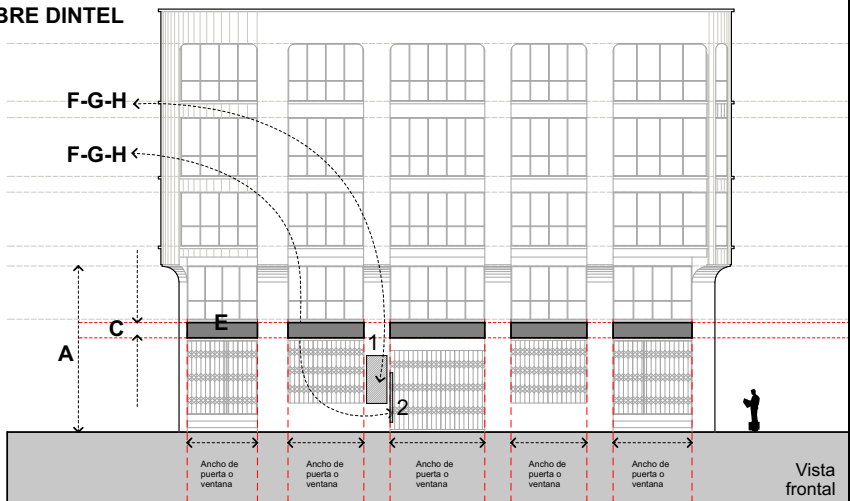 BRE DINTEL
F-G-H
F-G-H
C
E
A
1
2
Ancho de
puerta o
ventana
Ancho de
puerta o
ventana
Ancho de
puerta o
ventana
Ancho de
puerta o
ventana
Ancho de
puerta o
ventana
Vista
frontal